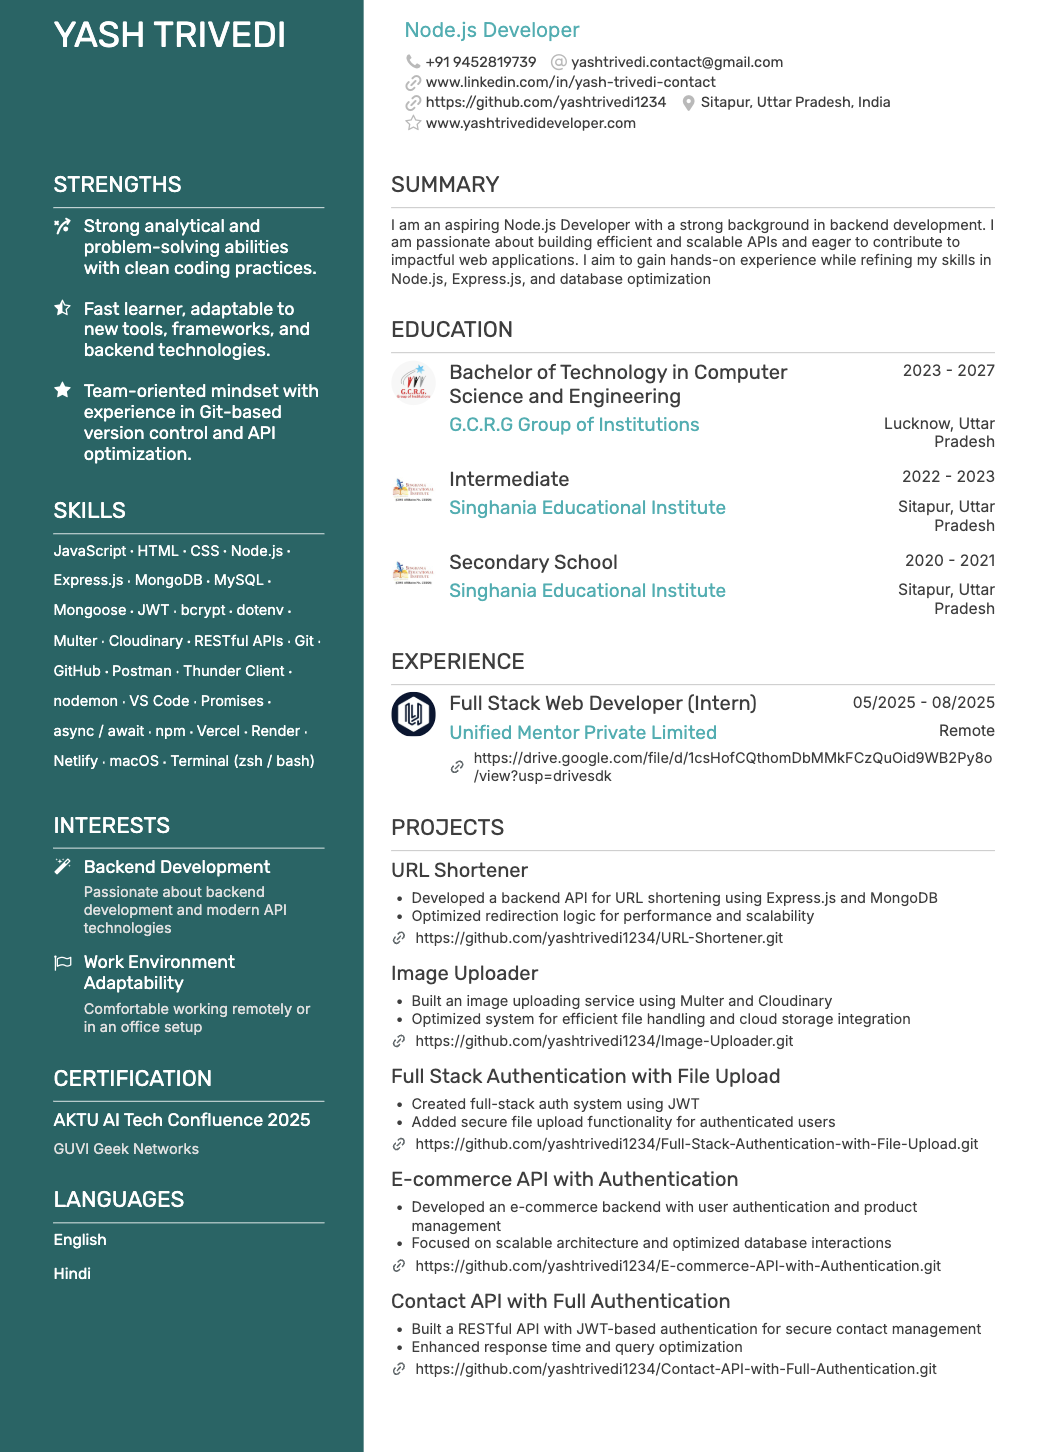 YASH TRIVEDI
Node.js Developer
+91 9452819739 yashtrivedi.contact@gmail.com
www.linkedin.com/in/yash-trivedi-contact
https://github.com/yashtrivedi1234 Sitapur, Uttar Pradesh, India
www.yashtrivedideveloper.com
STRENGTHS
Strong analytical and
problem-solving abilities
with clean coding practices.
Fast learner, adaptable to
new tools, frameworks, and
backend technologies.
Team-oriented mindset with
experience in Git-based
version control and API
optimization.
SKILLS
JavaScript · HTML · CSS · Node.js ·
Express.js · MongoDB · MySQL ·
Mongoose · JWT · bcrypt · dotenv ·
Multer · Cloudinary · RESTful APIs · Git ·
GitHub · Postman · Thunder Client ·
nodemon · VS Code · Promises ·
async / await · npm · Vercel · Render ·
Netlify · macOS · Terminal (zsh / bash)
INTERESTS
Backend Development
Passionate about backend
development and modern API
technologies
Work Environment
Adaptability
Comfortable working remotely or
in an office setup
CERTIFICATION
AKTU AI Tech Confluence 2025
GUVI Geek Networks
LANGUAGES
English
Hindi
SUMMARY
I am an aspiring Node.js Developer with a strong background in backend development. I
am passionate about building efficient and scalable APIs and eager to contribute to
impactful web applications. I aim to gain hands-on experience while refining my skills in
Node.js, Express.js, and database optimization
EDUCATION
G.C.R.G.
Group of Institutions
Bachelor of Technology in Computer
Science and Engineering
2023 - 2027
G.C.R.G Group of Institutions
Lucknow, Uttar
Pradesh
Intermediate
2022 - 2023
Singhania Educational Institute
Sitapur, Uttar
Pradesh
Secondary School
2020 - 2021
Singhania Educational Institute
Sitapur, Uttar
Pradesh
EXPERIENCE
Full Stack Web Developer (Intern)
05/2025 - 08/2025
Unified Mentor Private Limited
Remote
https://drive.google.com/file/d/1csHofCQthomDbMMkFCzQuOid9WB2Py8o
/view?usp=drivesdk
PROJECTS
URL Shortener
• Developed a backend API for URL shortening using Express.js and MongoDB
• Optimized redirection logic for performance and scalability
https://github.com/yashtrivedi1234/URL-Shortener.git
Image Uploader
• Built an image uploading service using Multer and Cloudinary
• Optimized system for efficient file handling and cloud storage integration
https://github.com/yashtrivedi1234/Image-Uploader.git
Full Stack Authentication with File Upload
• Created full-stack auth system using JWT
• Added secure file upload functionality for authenticated users
https://github.com/yashtrivedi1234/Full-Stack-Authentication-with-File-Upload.git
E-commerce API with Authentication
• Developed an e-commerce backend with user authentication and product
management
• Focused on scalable architecture and optimized database interactions
https://github.com/yashtrivedi1234/E-commerce-API-with-Authentication.git
Contact API with Full Authentication
• Built a RESTful API with JWT-based authentication for secure contact management
• Enhanced response time and query optimization
https://github.com/yashtrivedi1234/Contact-API-with-Full-Authentication.git